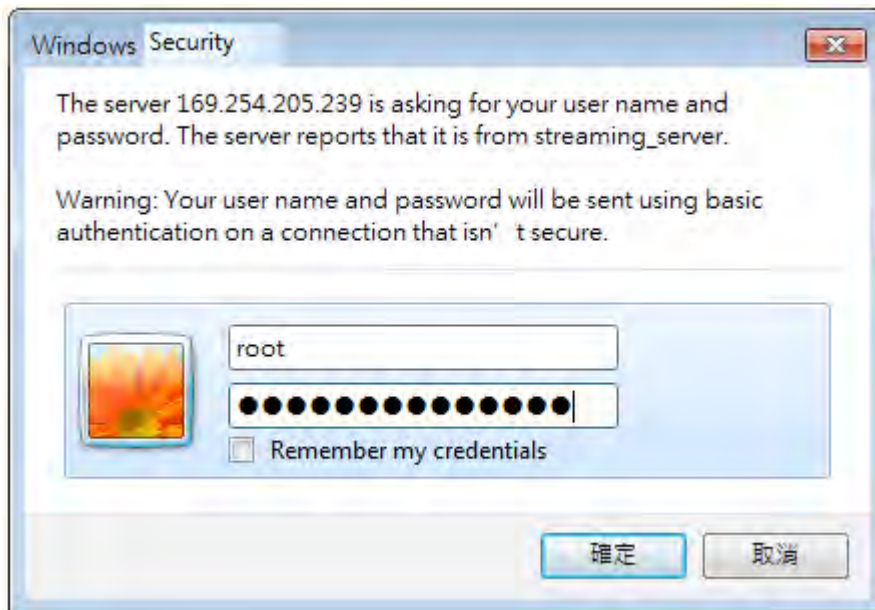 Windows Security
The server 169.254.205.239 is asking for your user name and
password. The server reports that it is from streaming_server.
Warning: Your user name and password will be sent using basic
authentication on a connection that isn' t secure.
root
●●●●●●●●●●●●●●
Remember my credentials
確定 取消